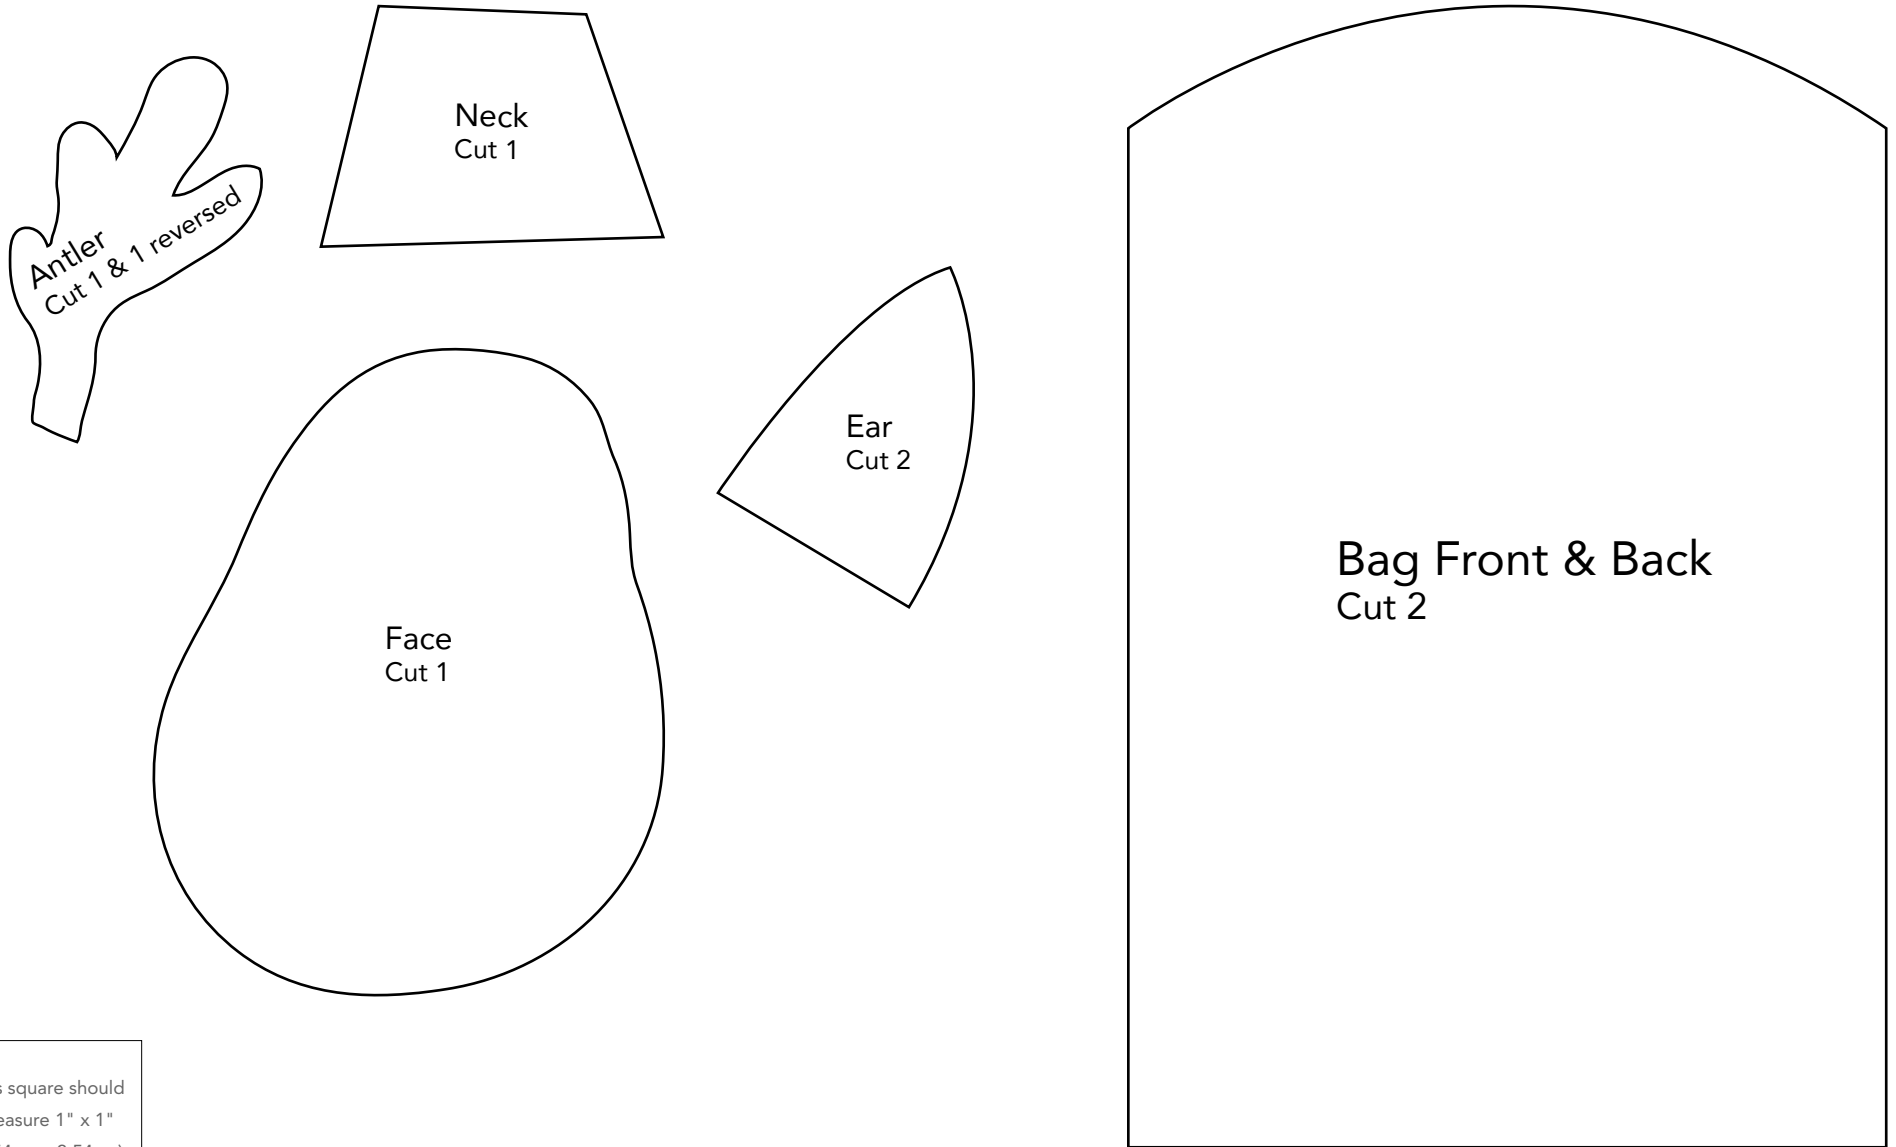 Neck
Cut 1
Antler
Cut 1 & 1 reversed
Ear
Cut 2
Bag Front & Back
Cut 2
Face
Cut 1
square should
1" x 1"